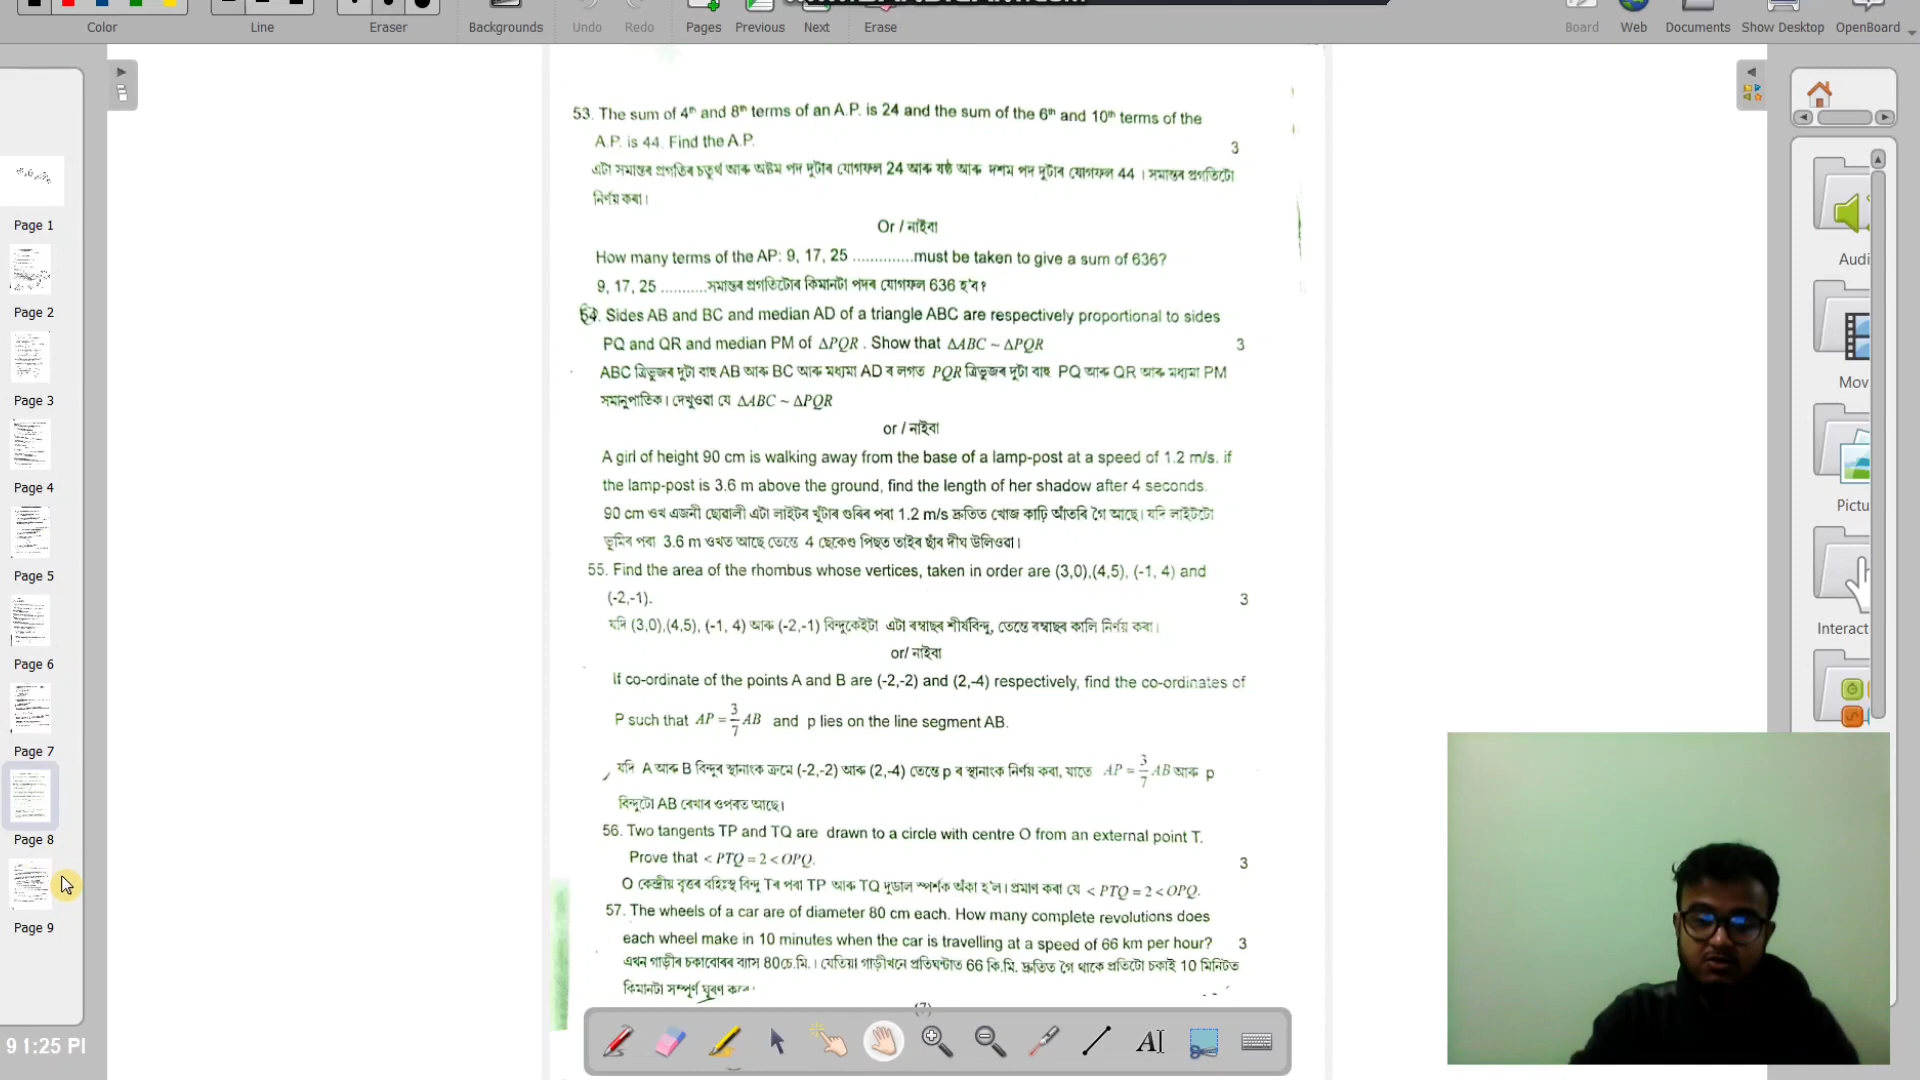 Color
Line
Eraser
Backgrounds
Undo
Redo
Pages
Previous
Next
Erase
Board
Web
Documents
Show Desktop
OpenBoard
Page 1
Page 2
Page 3
Page 4
Page 5
Page 6
Page 7
Page 8
Page 9
53. The sum of 4th and 8th terms of an A.P. is 24 and the sum of the 6th and 10th terms of the
A.P. is 44. Find the A.P.
3
এটা সমান্তৰ প্ৰগতিৰ চতুৰ্থ আৰু অষ্টম পদ দুটাৰ যোগফল 24 আৰু ষষ্ঠ আৰু দশম পদ দুটাৰ যোগফল 44 । সমান্তৰ প্ৰগতিটো
নিৰ্ণয় কৰা।
Or / নাইবা
How many terms of the AP: 9, 17, 25 ..............must be taken to give a sum of 636?
9, 17, 25 ...........সমান্তৰ প্ৰগতিটোৰ কিমানটা পদৰ যোগফল 636 হ'ব?
54. Sides AB and BC and median AD of a triangle ABC are respectively proportional to sides
PQ and QR and median PM of ΔPQR . Show that ΔABC ~ ΔPQR
3
ABC ত্ৰিভুজৰ দুটা বাহু AB আৰু BC আৰু মধ্যমা AD ৰ লগত PQR ত্ৰিভুজৰ দুটা বাহু PQ আৰু QR আৰু মধ্যমা PM
সমানুপাতিক। দেখুওৱা যে ΔABC ~ ΔPQR
or / নাইবা
A girl of height 90 cm is walking away from the base of a lamp-post at a speed of 1.2 m/s. if
the lamp-post is 3.6 m above the ground, find the length of her shadow after 4 seconds.
90 cm ওখ এজনী ছোৱালী এটা লাইটৰ খুঁটাৰ গুৰিৰ পৰা 1.2 m/s দ্ৰুতিত খোজ কাঢ়ি আঁতৰি গৈ আছে। যদি লাইটটো
ভূমিৰ পৰা 3.6 m ওখত আছে তেন্তে 4 ছেকেণ্ড পিছত তাইৰ ছাঁৰ দীঘ উলিওৱা।
55. Find the area of the rhombus whose vertices, taken in order are (3,0),(4,5), (-1, 4) and
(-2,-1).
3
যদি (3,0),(4,5), (-1, 4) আৰু (-2,-1) বিন্দুকেইটা এটা ৰম্বাছৰ শীৰ্ষবিন্দু, তেন্তে ৰম্বাছৰ কালি নিৰ্ণয় কৰা।
or/ নাইবা
If co-ordinate of the points A and B are (-2,-2) and (2,-4) respectively, find the co-ordinates of
P such that AP = 3/7 AB and p lies on the line segment AB.
যদি A আৰু B বিন্দুৰ স্থানাংক ক্ৰমে (-2,-2) আৰু (2,-4) তেন্তে p ৰ স্থানাংক নিৰ্ণয় কৰা, যাতে AP = 3/7 AB আৰু p
বিন্দুটো AB ৰেখাৰ ওপৰত আছে।
56. Two tangents TP and TQ are drawn to a circle with centre O from an external point T.
Prove that < PTQ = 2 < OPQ.
3
O কেন্দ্ৰীয় বৃত্তৰ বহিঃস্থ বিন্দু Tৰ পৰা TP আৰু TQ দুডাল স্পৰ্শক অঁকা হ'ল। প্ৰমাণ কৰা যে < PTQ = 2 < OPQ.
57. The wheels of a car are of diameter 80 cm each. How many complete revolutions does
each wheel make in 10 minutes when the car is travelling at a speed of 66 km per hour?
3
এখন গাড়ীৰ চকাবোৰৰ ব্যাস 80চে.মি.। যেতিয়া গাড়ীখনে প্ৰতিঘন্টাত 66 কি.মি. দ্ৰুতিত গৈ থাকে প্ৰতিটো চকাই 10 মিনিটত
কিমানটা সম্পূৰ্ণ ঘূৰণ
(7)
Audi
Mov
Pictu
Interact